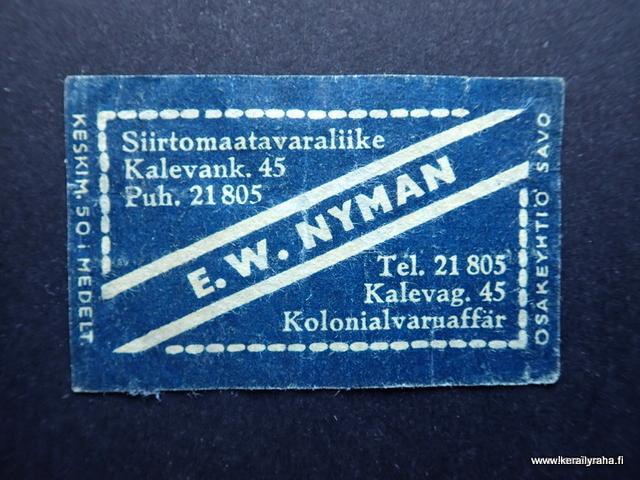 KESKIM. 50 I MEDELT.
Siirtomaatavaraliike
Kalevank. 45
Puh. 21 805
E. W. NYMAN
Tel. 21 805
Kalevag. 45
Kolonialvaruaffär
OSAKEYHTIÖ SAVO
www.kerailyraha.fi